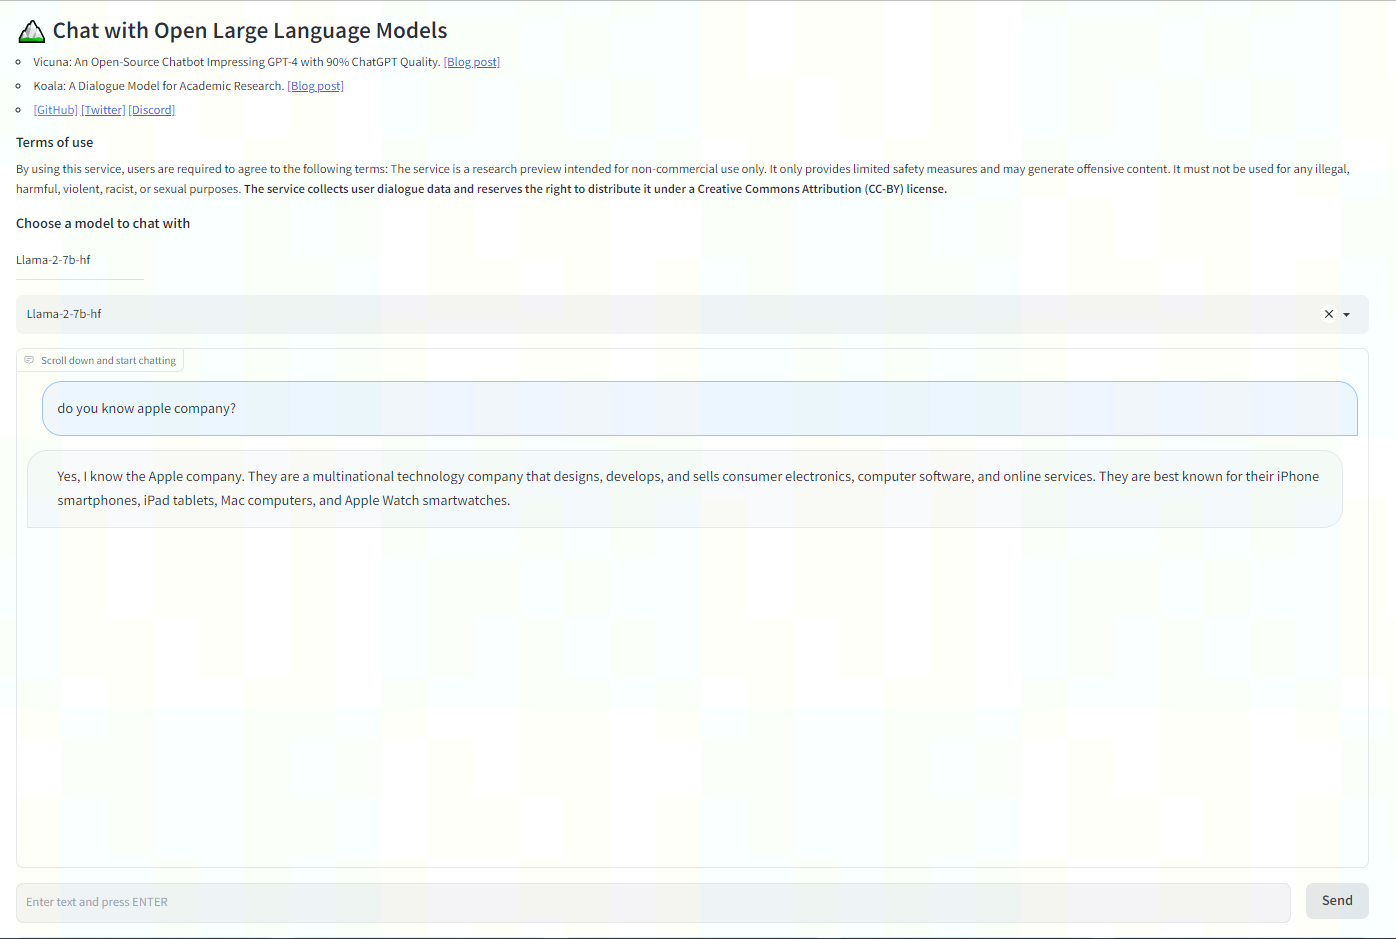 Chat with Open Large Language Models
Vicuna: An Open-Source Chatbot Impressing GPT-4 with 90% ChatGPT Quality. [Blog post]
Koala: A Dialogue Model for Academic Research. [Blog post]
[GitHub] [Twitter] [Discord]
Terms of use
By using this service, users are required to agree to the following terms: The service is a research preview intended for non-commercial use only. It only provides limited safety measures and may generate offensive content. It must not be used for any illegal,
harmful, violent, racist, or sexual purposes. The service collects user dialogue data and reserves the right to distribute it under a Creative Commons Attribution (CC-BY) license.
Choose a model to chat with
Llama-2-7b-hf
Llama-2-7b-hf
Scroll down and start chatting
do you know apple company?
Yes, I know the Apple company. They are a multinational technology company that designs, develops, and sells consumer electronics, computer software, and online services. They are best known for their iPhone
smartphones, iPad tablets, Mac computers, and Apple Watch smartwatches.
Enter text and press ENTER
Send